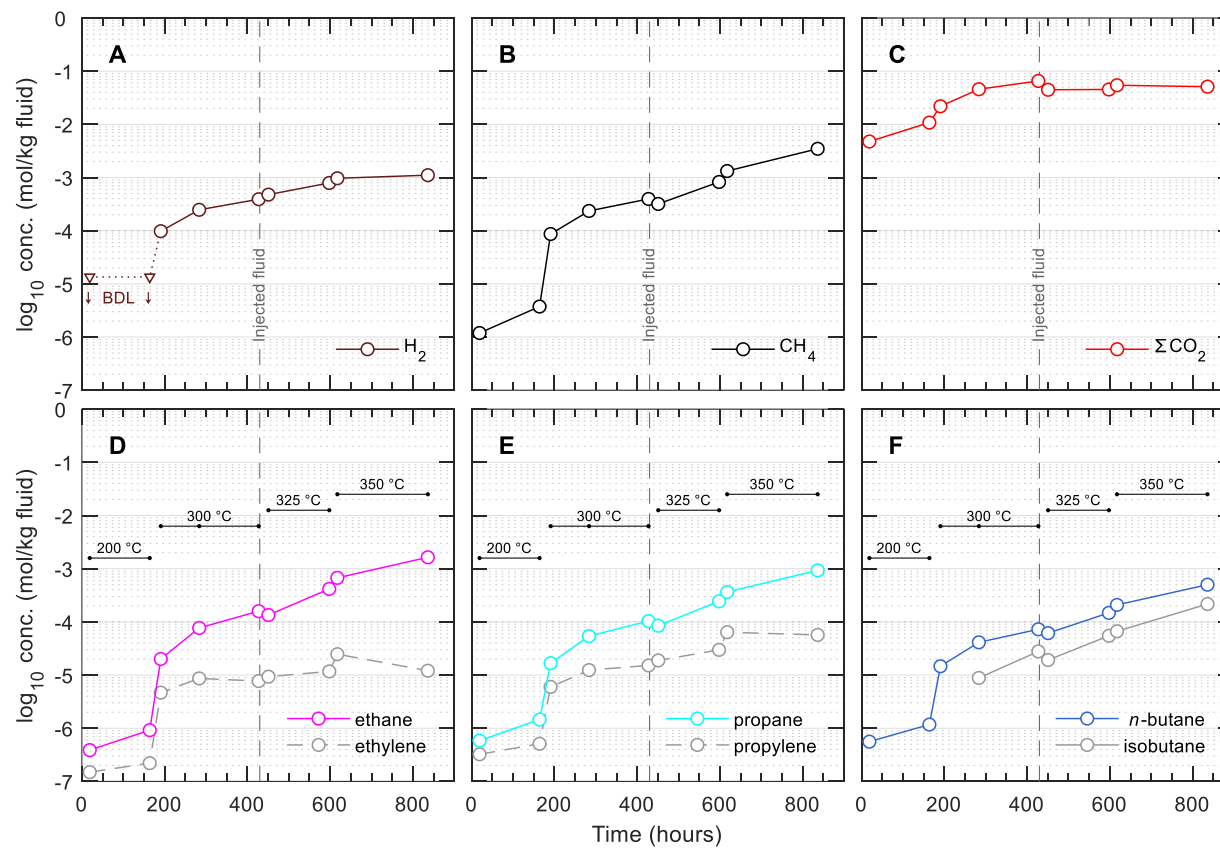 A
B
C
0
-1
-2
-3
-4
-5
-6
-7
log10 conc. (mol/kg fluid)
BDL
Injected fluid
Injected fluid
Injected fluid
H2
CH4
ΣCO2
D
E
F
0
-1
-2
-3
-4
-5
-6
-7
log10 conc. (mol/kg fluid)
200 °C
300 °C
325 °C
350 °C
200 °C
300 °C
325 °C
350 °C
200 °C
300 °C
325 °C
350 °C
ethane
ethylene
propane
propylene
n-butane
isobutane
0 200 400 600 800
0 200 400 600 800
0 200 400 600 800
Time (hours)